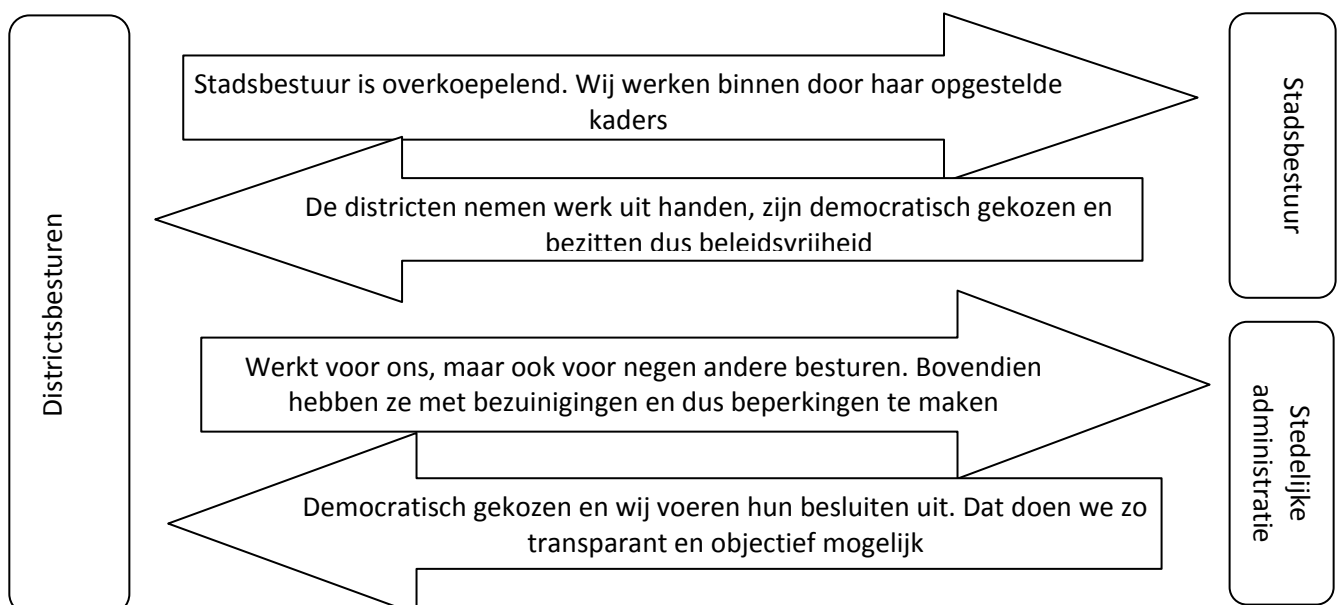 Districtsbesturen
Stadsbestuur is overkoepelend. Wij werken binnen door haar opgestelde
kaders
De districten nemen werk uit handen, zijn democratisch gekozen en
bezitten dus beleidsvrijheid
Stadsbestuur
Werkt voor ons, maar ook voor negen andere besturen. Bovendien
hebben ze met bezuinigingen en dus beperkingen te maken
Democratisch gekozen en wij voeren hun besluiten uit. Dat doen we zo
transparant en objectief mogelijk
Stedelijke
administratie